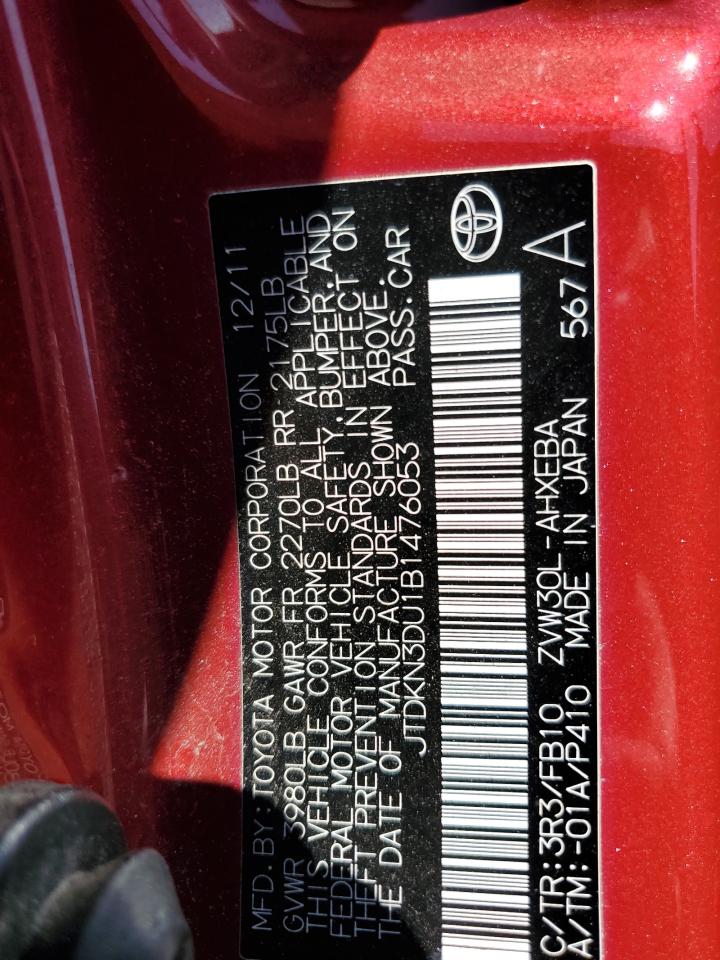 MFD. BY: TOYOTA MOTOR CORPORATION 12/11
GVWR 3980LB GAWR FR 2270LB RR 2175LB
THIS VEHICLE CONFORMS TO ALL APPLICABLE
FEDERAL MOTOR VEHICLE SAFETY, BUMPER, AND
THEFT PREVENTION STANDARDS IN EFFECT ON
THE DATE OF MANUFACTURE SHOWN ABOVE.
JTDKN3DU1B1476053 PASS. CAR
C/TR: 3R3/FB10 ZVW30L-AHXEBA
A/TM: -01A/P410 MADE IN JAPAN 567 A